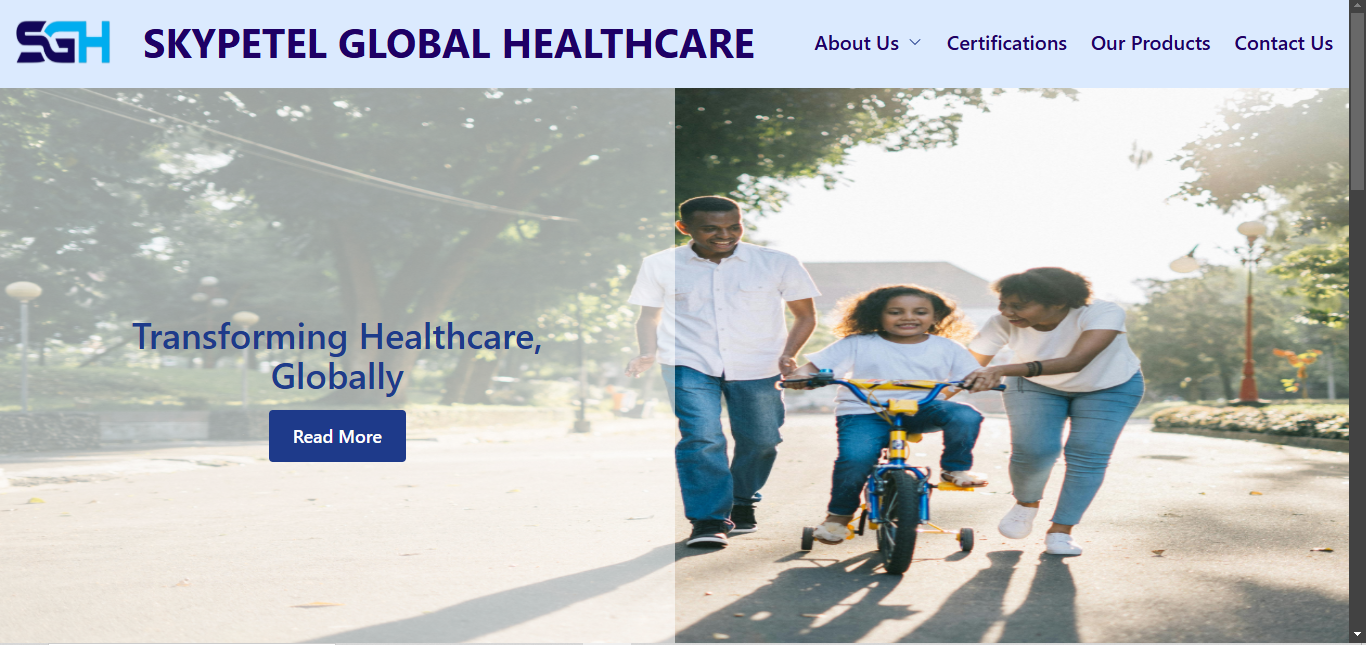 SGH
SKYPETEL GLOBAL HEALTHCARE
About Us
Certifications
Our Products
Contact Us
Transforming Healthcare,
Globally
Read More